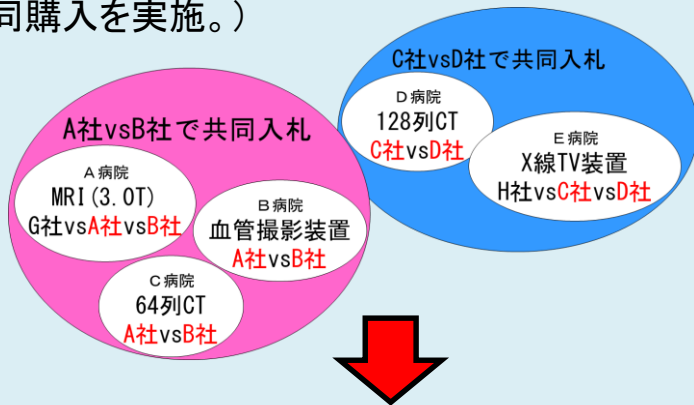 同購入を実施。）
A社vsB社で共同入札
A病院
MRI(3.0T)
G社vsA社vsB社
B病院
血管撮影装置
A社vsB社
C病院
64列CT
A社vsB社
C社vsD社で共同入札
D病院
128列CT
C社vsD社
E病院
X線TV装置
H社vsC社vsD社